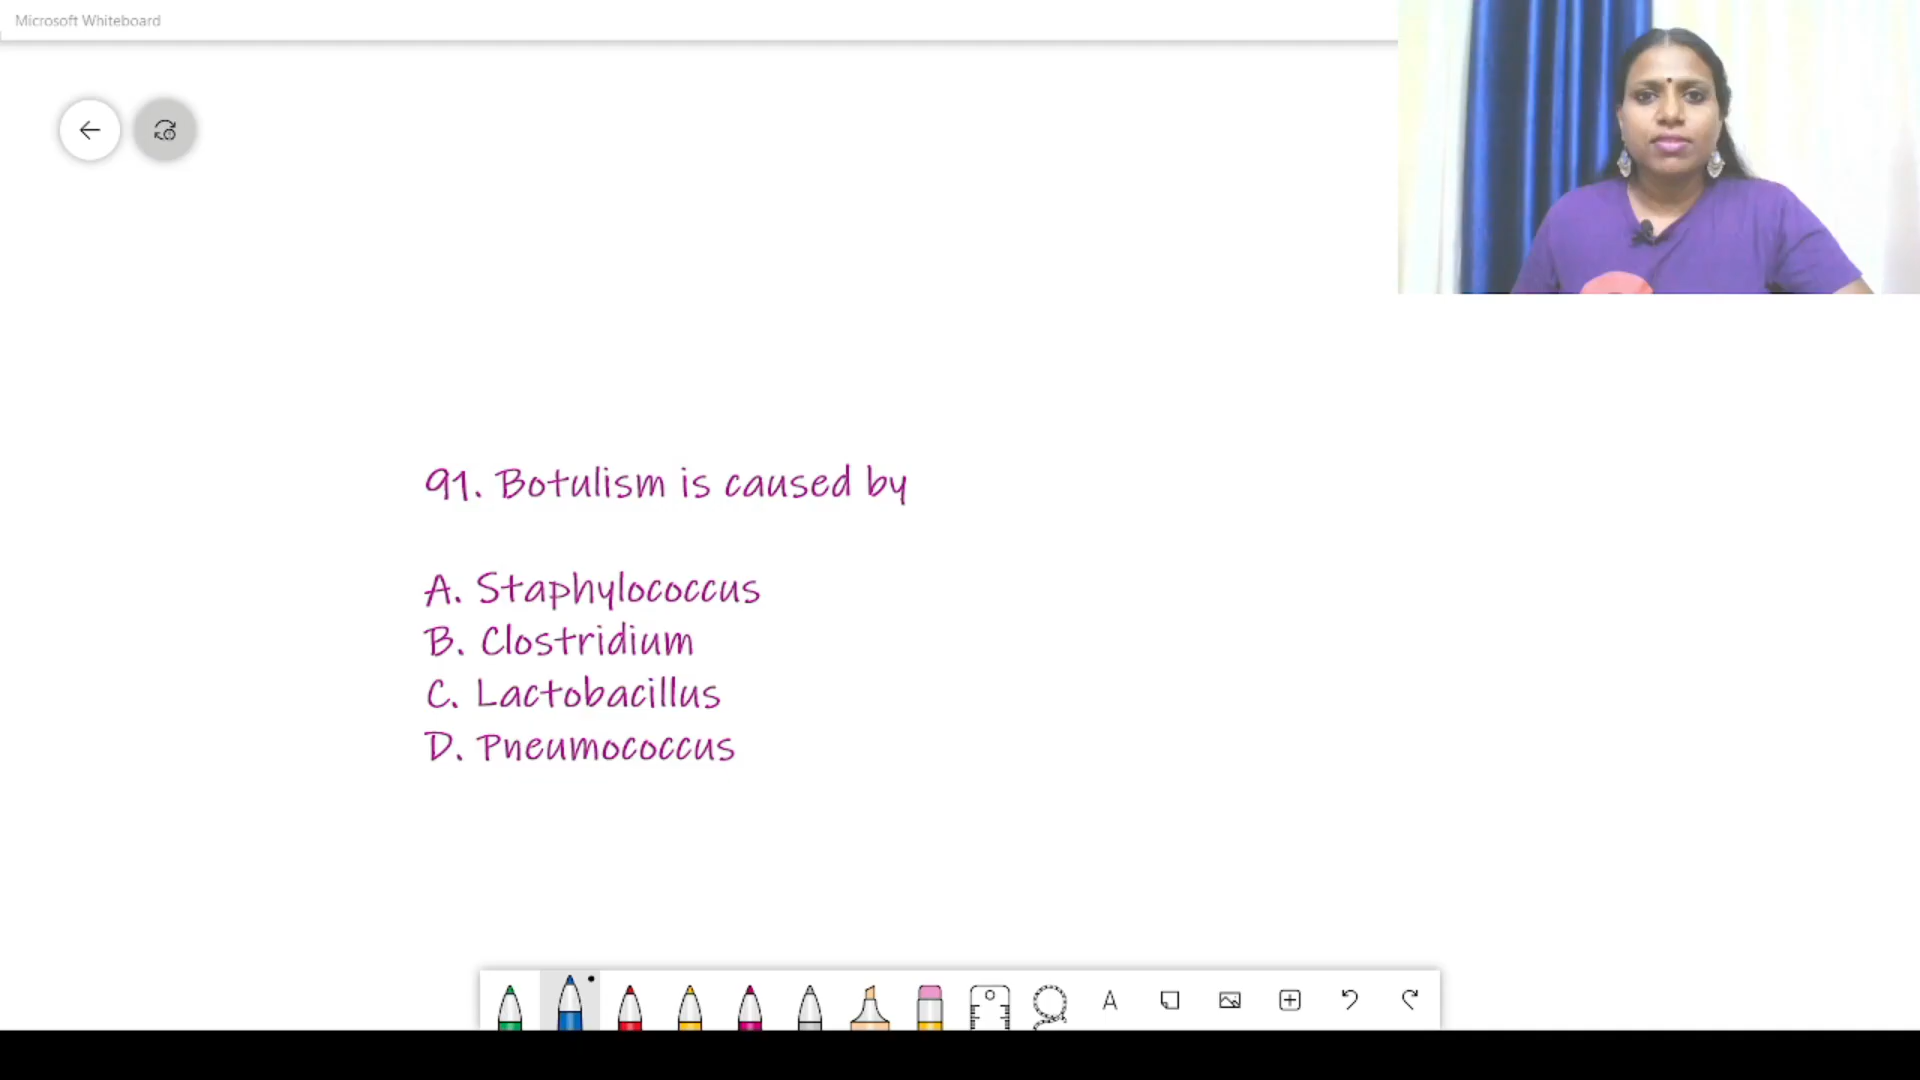 Microsoft Whiteboard
91. Botulism is caused by
A. Staphylococcus
B. Clostridium
C. Lactobacillus
D. Pneumococcus
A